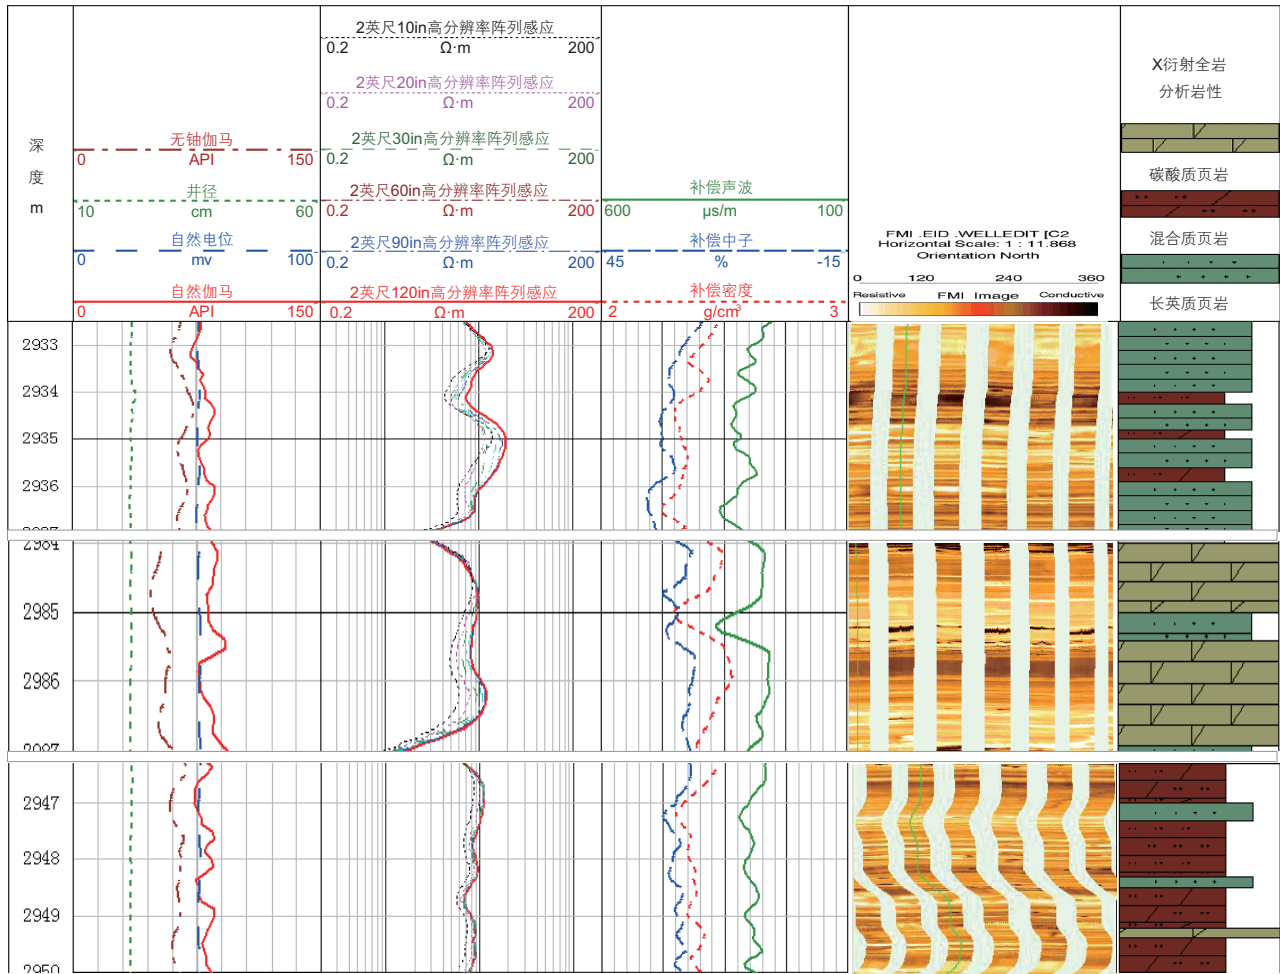 深
度
m
无铀伽马
0 API 150
井径
10 cm 60
自然电位
0 mv 100
自然伽马
0 API 150
2英尺10in高分辨率阵列感应
0.2 Ω·m 200
2英尺20in高分辨率阵列感应
0.2 Ω·m 200
2英尺30in高分辨率阵列感应
0.2 Ω·m 200
2英尺60in高分辨率阵列感应
0.2 Ω·m 200
2英尺90in高分辨率阵列感应
0.2 Ω·m 200
2英尺120in高分辨率阵列感应
0.2 Ω·m 200
补偿声波
600 μs/m 100
补偿中子
45 % -15
补偿密度
2 g/cm³ 3
FMI .EID .WELLEDIT [C2
Horizontal Scale: 1 : 11.868
Orientation North
0 120 240 360
Resistive FMI Image Conductive
X衍射全岩
分析岩性
碳酸质页岩
混合质页岩
长英质页岩
2933
2934
2935
2936
2985
2986
2947
2948
2949
2950